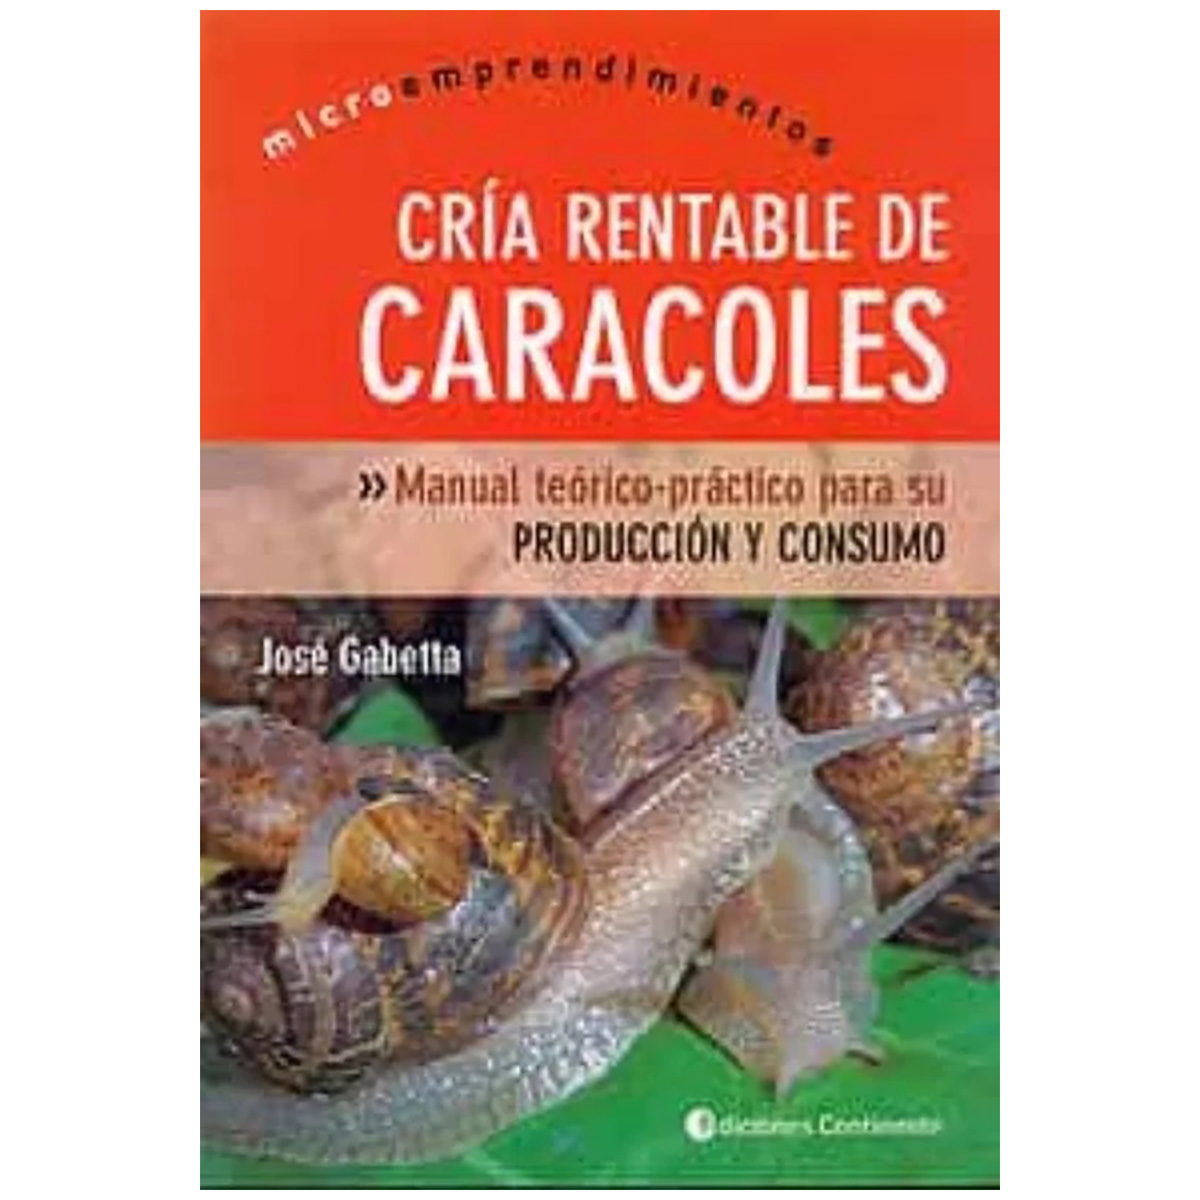 microemprendimientos
CRÍA RENTABLE DE
CARACOLES
» Manual teórico-práctico para su
PRODUCCIÓN Y CONSUMO
José Gabetta
Ediciones Continente